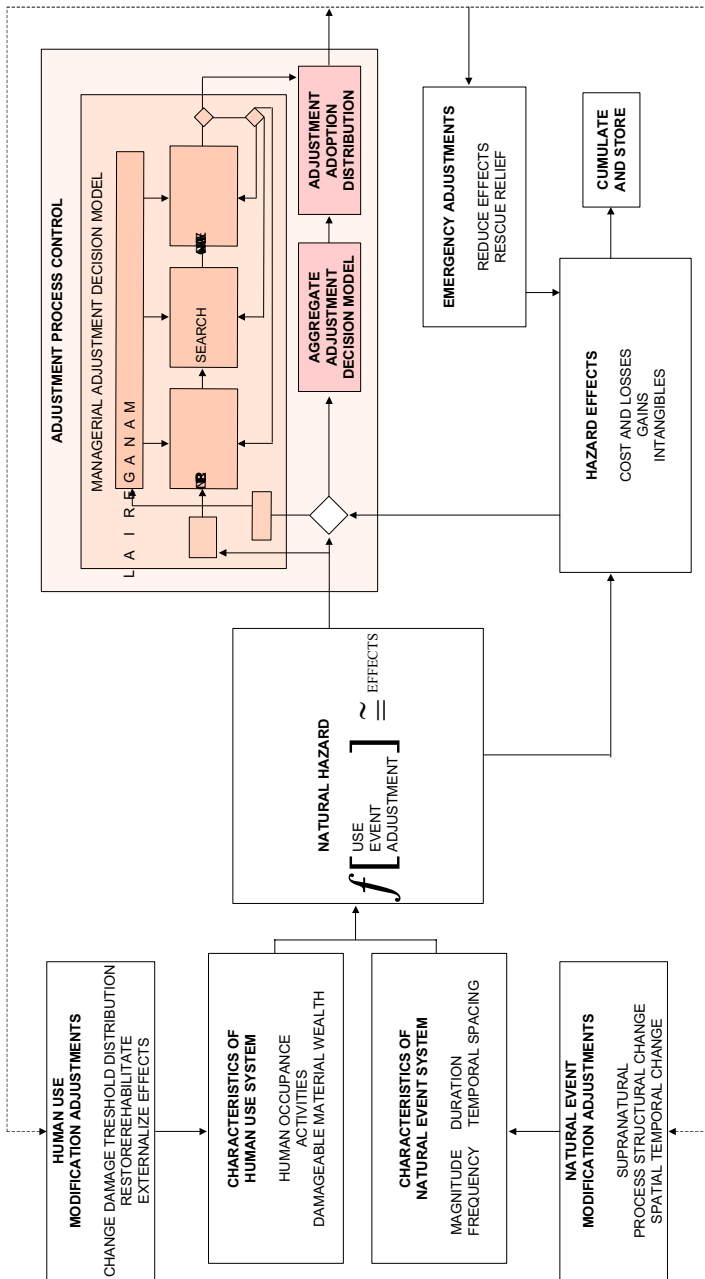 HUMAN USE
MODIFICATION ADJUSTMENTS
CHANGE DAMAGE TRESHOLD DISTRIBUTION
RESTOREREHABILITATE
EXTERNALIZE EFFECTS
CHARACTERISTICS OF
HUMAN USE SYSTEM
HUMAN OCCUPANCE
ACTIVITIES
DAMAGEABLE MATERIAL WEALTH
CHARACTERISTICS OF
NATURAL EVENT SYSTEM
MAGNITUDE DURATION
FREQUENCY TEMPORAL SPACING
NATURAL EVENT
MODIFICATION ADJUSTMENTS
SUPRANATURAL
PROCESS STRUCTURAL CHANGE
SPATIAL TEMPORAL CHANGE
NATURAL HAZARD
f [ USE
EVENT
ADJUSTMENT ] ≅ EFFECTS
ADJUSTMENT PROCESS CONTROL
MANAGERIAL ADJUSTMENT DECISION MODEL
L A I R E G A N A M
SEARCH
AGGREGATE
ADJUSTMENT
DECISION MODEL
ADJUSTMENT
ADOPTION
DISTRIBUTION
EMERGENCY ADJUSTMENTS
REDUCE EFFECTS
RESCUE RELIEF
HAZARD EFFECTS
COST AND LOSSES
GAINS
INTANGIBLES
CUMULATE
AND STORE